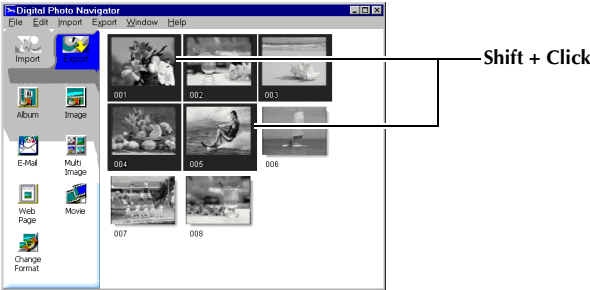 Digital Photo Navigator
File Edit Import Export Window Help
Import Export
Album Image
E-Mail Multi Image
Web Page Movie
Change Format
001 002 003
004 005 006
007 008
Shift + Click